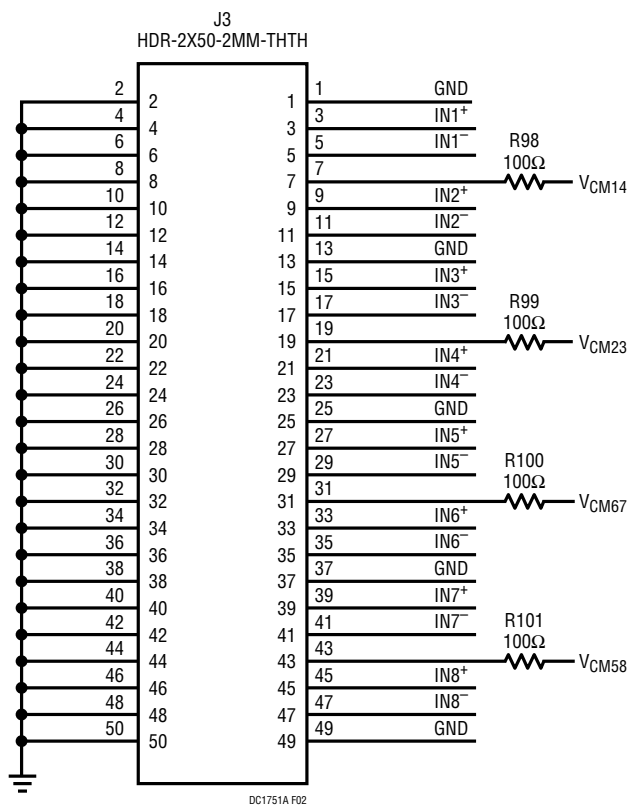 J3
HDR-2X50-2MM-THTH
2 2 1 1 GND
4 4 3 3 IN1+
6 6 5 5 IN1−
8 8 7 7 R98 100Ω VCM14
10 10 9 9 IN2+
12 12 11 11 IN2−
14 14 13 13 GND
16 16 15 15 IN3+
18 18 17 17 IN3−
20 20 19 19 R99 100Ω VCM23
22 22 21 21 IN4+
24 24 23 23 IN4−
26 26 25 25 GND
28 28 27 27 IN5+
30 30 29 29 IN5−
32 32 31 31 R100 100Ω VCM67
34 34 33 33 IN6+
36 36 35 35 IN6−
38 38 37 37 GND
40 40 39 39 IN7+
42 42 41 41 IN7−
44 44 43 43 R101 100Ω VCM58
46 46 45 45 IN8+
48 48 47 47 IN8−
50 50 49 49 GND
DC1751A F02